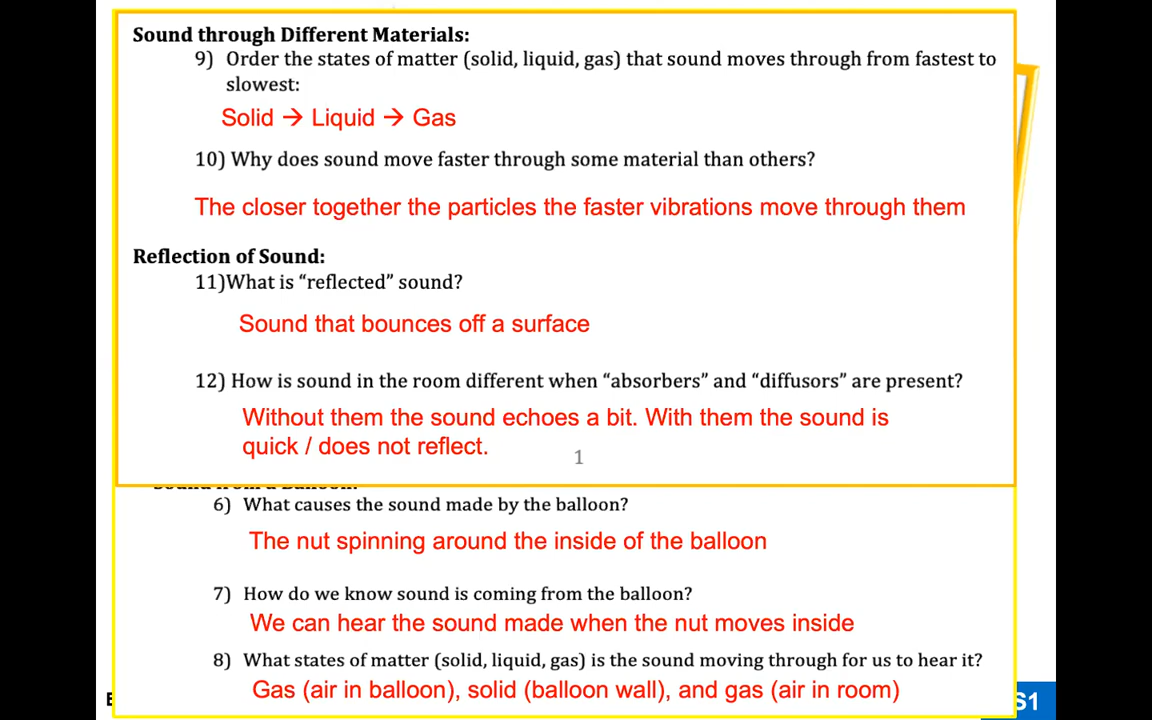 Sound through Different Materials:
9) Order the states of matter (solid, liquid, gas) that sound moves through from fastest to
slowest:
Solid → Liquid → Gas
10) Why does sound move faster through some material than others?
The closer together the particles the faster vibrations move through them
Reflection of Sound:
11)What is “reflected” sound?
Sound that bounces off a surface
12) How is sound in the room different when “absorbers” and “diffusors” are present?
Without them the sound echoes a bit. With them the sound is
quick / does not reflect.
1
6) What causes the sound made by the balloon?
The nut spinning around the inside of the balloon
7) How do we know sound is coming from the balloon?
We can hear the sound made when the nut moves inside
8) What states of matter (solid, liquid, gas) is the sound moving through for us to hear it?
Gas (air in balloon), solid (balloon wall), and gas (air in room)
S1